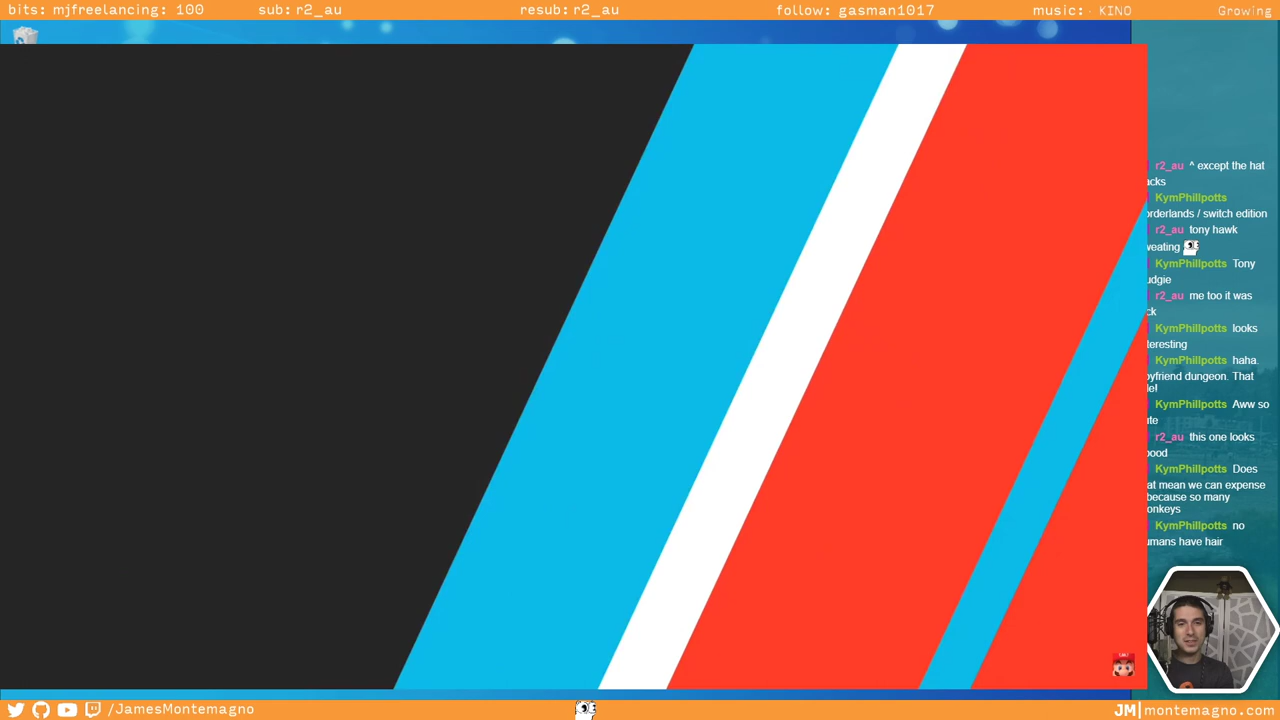 bits: mjfreelancing: 100
sub: r2_au
resub: r2_au
follow: gasman1017
music: · KINO
Growing
r2_au ^ except the hat
acks
KymPhillpotts
orderlands / switch edition
r2_au tony hawk
weating
KymPhillpotts Tony
udgie
r2_au me too it was
ck
KymPhillpotts looks
teresting
KymPhillpotts haha.
oyfriend dungeon. That
le!
KymPhillpotts Aww so
ute
r2_au this one looks
good
KymPhillpotts Does
at mean we can expense
because so many
onkeys
KymPhillpotts no
umans have hair
/JamesMontemagno
JM|montemagno.com